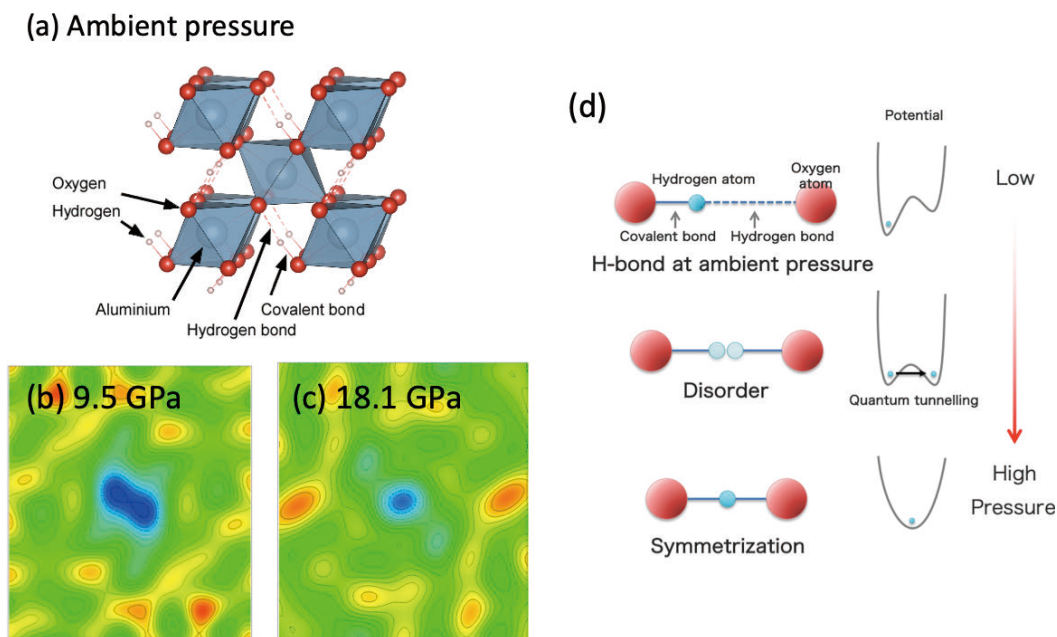 (a) Ambient pressure
Oxygen
Hydrogen
Aluminium
Hydrogen bond
Covalent bond
(b) 9.5 GPa
(c) 18.1 GPa
(d)
Potential
Low
Hydrogen atom
Oxygen
atom
Covalent bond
Hydrogen bond
H-bond at ambient pressure
Disorder
Quantum tunnelling
High
Pressure
Symmetrization